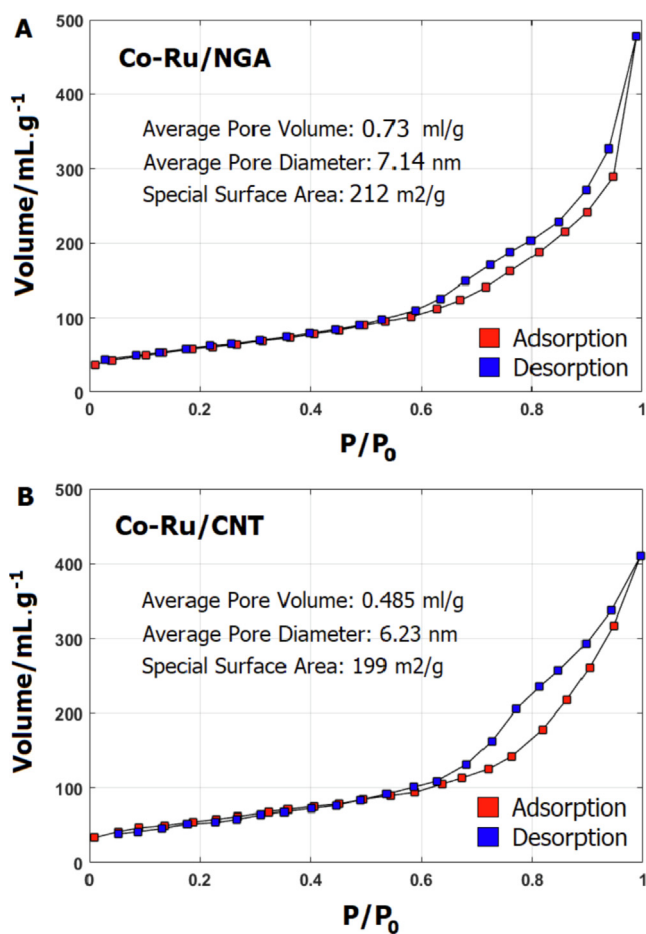 A
500
Co-Ru/NGA
400
Average Pore Volume: 0.73 ml/g
Average Pore Diameter: 7.14 nm
300
Special Surface Area: 212 m2/g
Volume/mL.g-1
200
100
Adsorption
Desorption
0
0 0.2 0.4 0.6 0.8 1
P/P0
B
500
Co-Ru/CNT
400
Average Pore Volume: 0.485 ml/g
Average Pore Diameter: 6.23 nm
300
Special Surface Area: 199 m2/g
Volume/mL.g-1
200
100
Adsorption
Desorption
0
0 0.2 0.4 0.6 0.8 1
P/P0